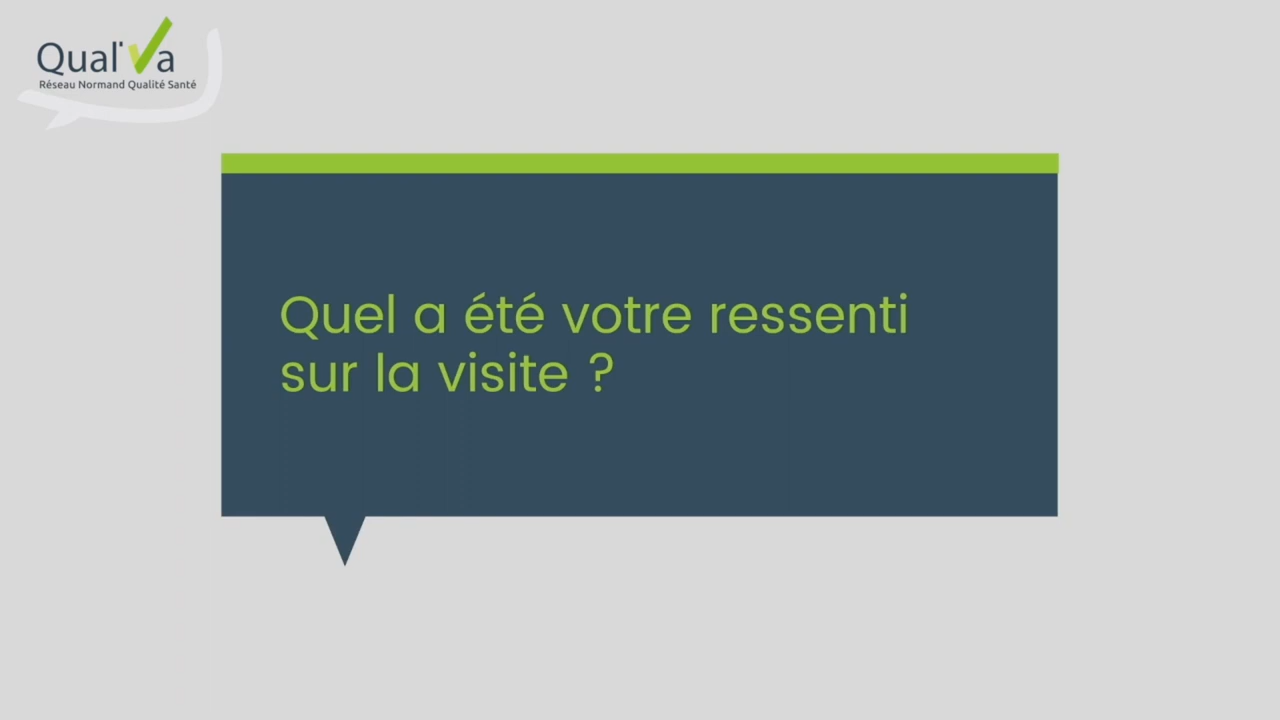 Qual'Va
Réseau Normand Qualité Santé
Quel a été votre ressenti
sur la visite ?